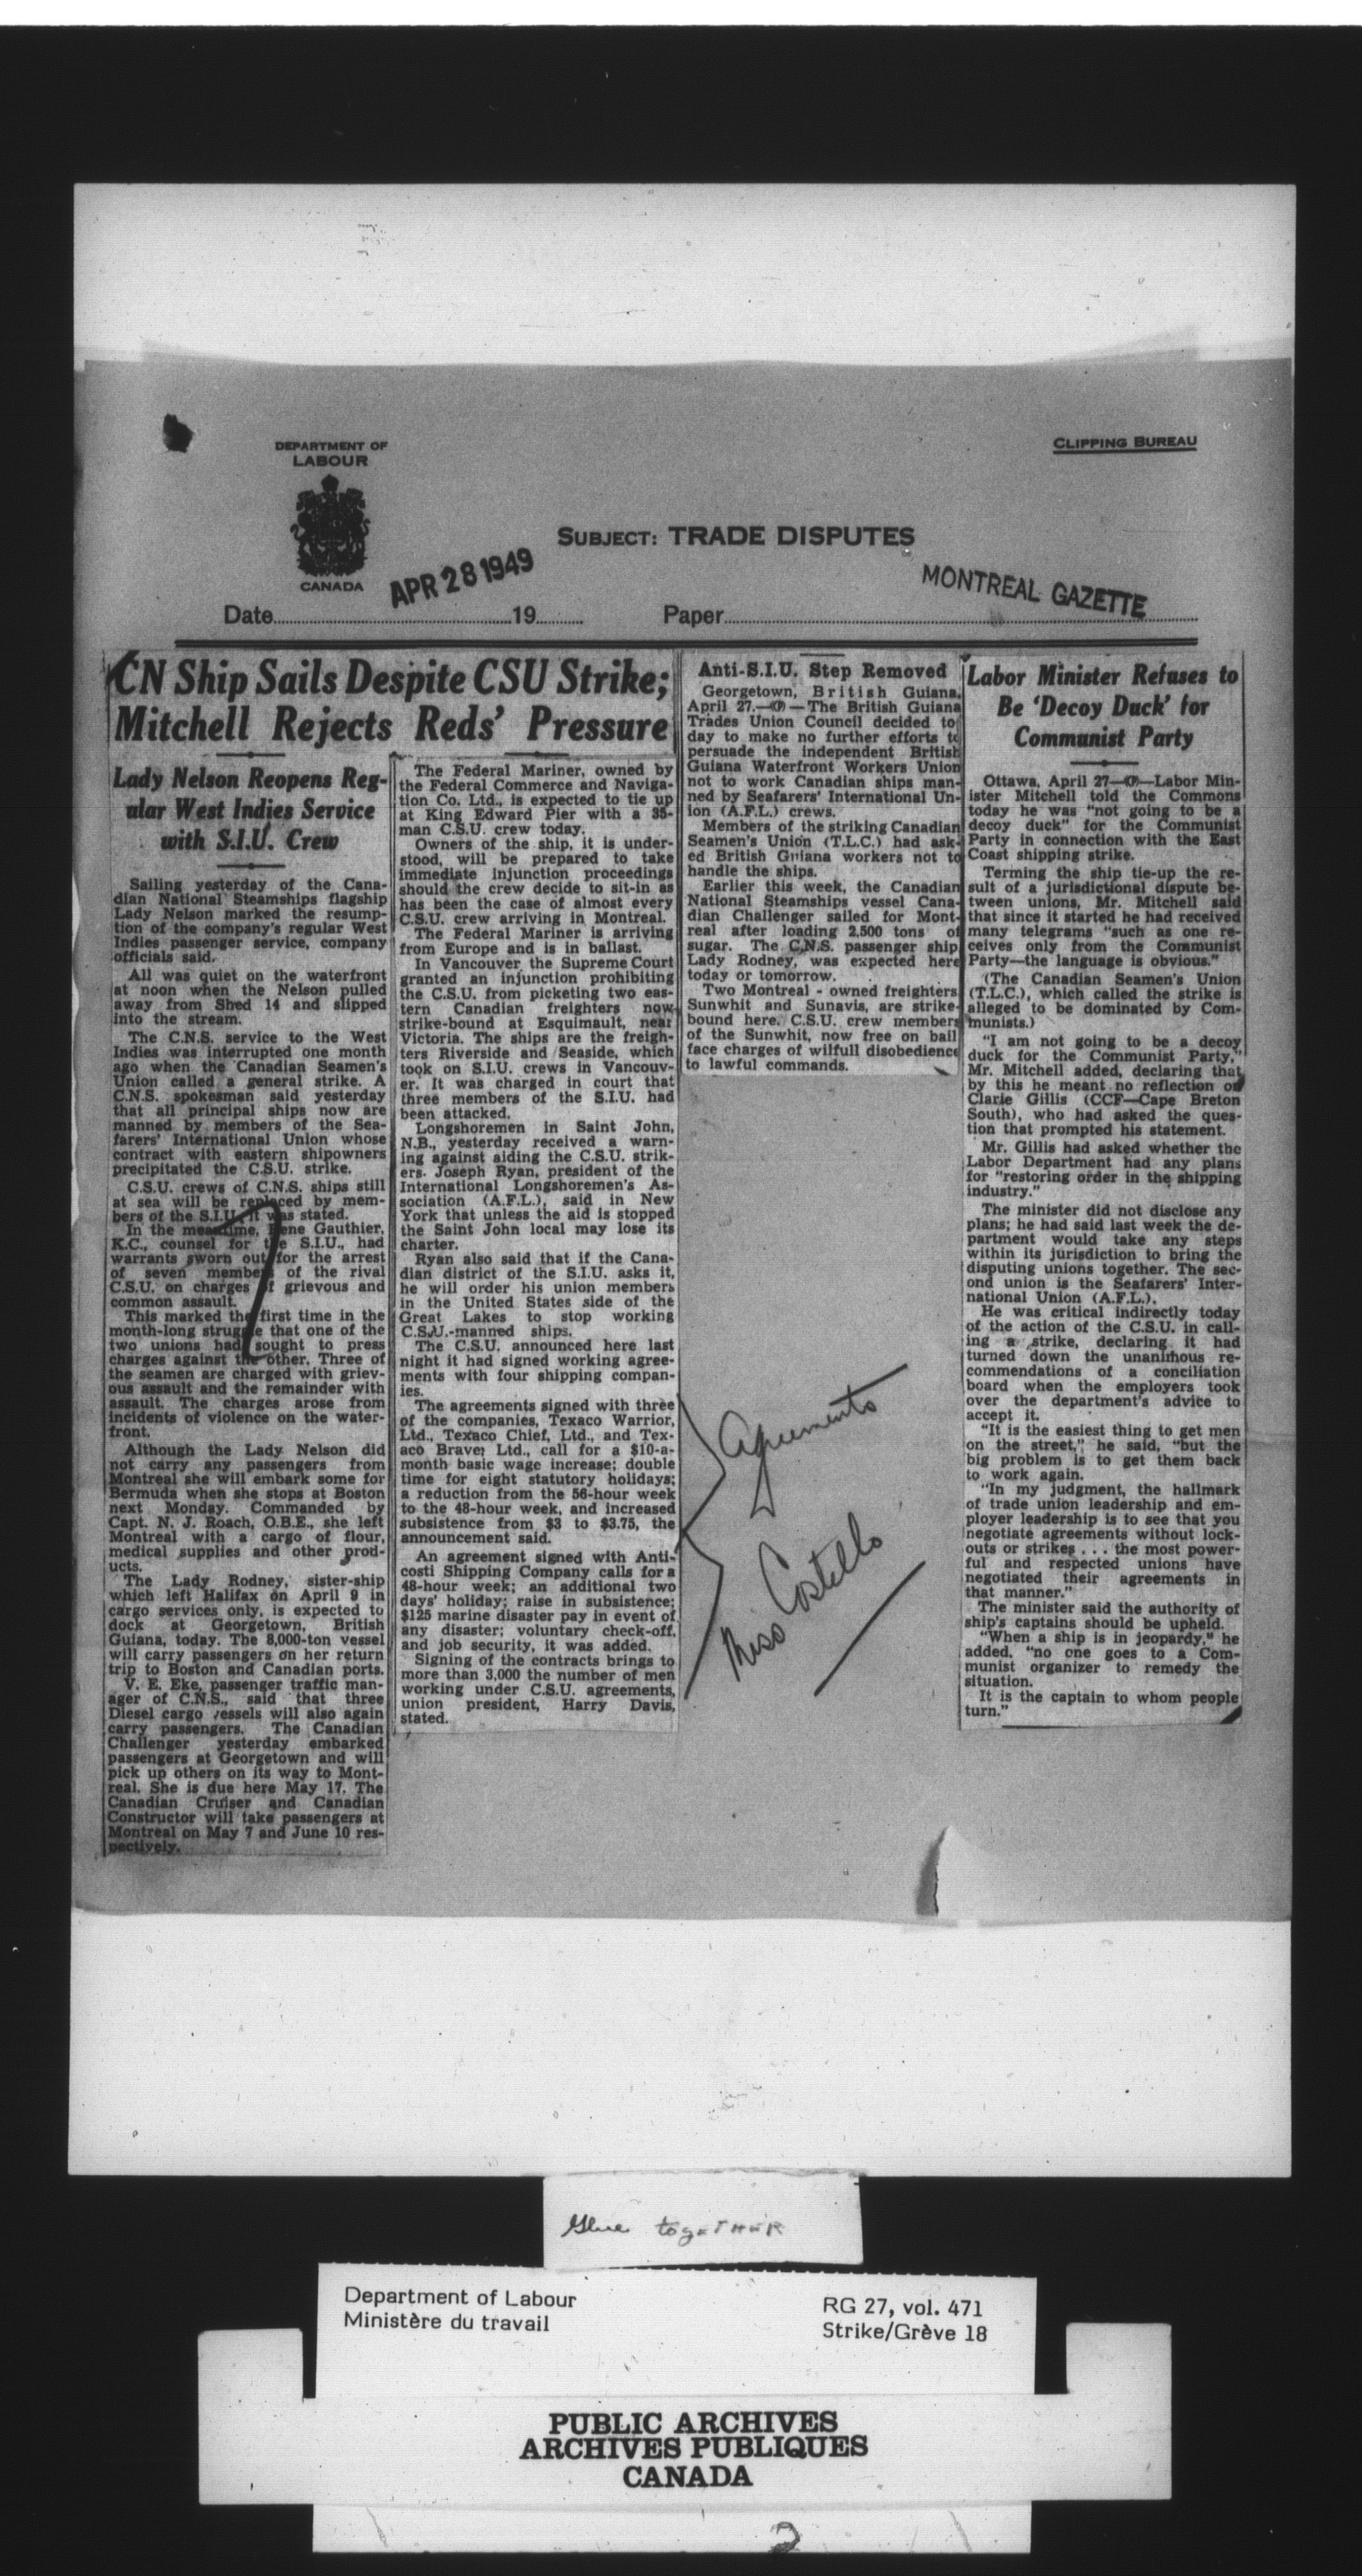 DEPARTMENT OF
LABOUR
CANADA
CLIPPING BUREAU
SUBJECT: TRADE DISPUTES
APR 28 1949
MONTREAL GAZETTE
Date 19
Paper
CN Ship Sails Despite CSU Strike;
Mitchell Rejects Reds' Pressure
Lady Nelson Reopens Reg-
ular West Indies Service
with S.I.U. Crew
Sailing yesterday of the Cana-
dian National Steamships flagship
Lady Nelson marked the resump-
tion of the company's regular West
Indies passenger service, company
officials said.
All was quiet on the waterfront
at noon when the Nelson pulled
away from Shed 14 and slipped
into the stream.
The C.N.S. service to the West
Indies was interrupted one month
ago when the Canadian Seamen's
Union called a general strike. A
C.N.S. spokesman said yesterday
that all principal ships now are
manned by members of the Sea-
farers' International Union whose
contract with eastern shipowners
precipitated the C.S.U. strike.
C.S.U. crews of C.N.S. ships still
at sea will be replaced by mem-
bers of the S.I.U., it was stated.
In the meantime, Rene Gauthier,
K.C., counsel for the S.I.U., had
warrants sworn out for the arrest
of seven members of the rival
C.S.U. on charges of grievous and
common assault.
This marked the first time in the
month-long struggle that one of the
two unions had sought to press
charges against the other. Three of
the seamen are charged with griev-
ous assault and the remainder with
assault. The charges arose from
incidents of violence on the water-
front.
Although the Lady Nelson did
not carry any passengers from
Montreal she will embark some for
Bermuda when she stops at Boston
next Monday. Commanded by
Capt. N. J. Roach, O.B.E., she left
Montreal with a cargo of flour,
medical supplies and other prod-
ucts.
The Lady Rodney, sister-ship
which left Halifax on April 9 in
cargo services only, is expected to
dock at Georgetown, British
Guiana, today. The 8,000-ton vessel
will carry passengers on her return
trip to Boston and Canadian ports.
V. E. Eke, passenger traffic man-
ager of C.N.S., said that three
Diesel cargo vessels will also again
carry passengers. The Canadian
Challenger yesterday embarked
passengers at Georgetown and will
pick up others on its way to Mont-
real. She is due here May 17. The
Canadian Cruiser and Canadian
Constructor will take passengers at
Montreal on May 7 and June 10 res-
pectively.
The Federal Mariner, owned by
the Federal Commerce and Naviga-
tion Co. Ltd., is expected to tie up
at King Edward Pier with a 35-
man C.S.U. crew today.
Owners of the ship, it is under-
stood, will be prepared to take
immediate injunction proceedings
should the crew decide to sit-in as
has been the case of almost every
C.S.U. crew arriving in Montreal.
The Federal Mariner is arriving
from Europe and is in ballast.
In Vancouver the Supreme Court
granted an injunction prohibiting
the C.S.U. from picketing two eas-
tern Canadian freighters now
strike-bound at Esquimault, near
Victoria. The ships are the freigh-
ters Riverside and Seaside, which
took on S.I.U. crews in Vancouv-
er. It was charged in court that
three members of the S.I.U. had
been attacked.
Longshoremen in Saint John,
N.B., yesterday received a warn-
ing against aiding the C.S.U. strik-
ers. Joseph Ryan, president of the
International Longshoremen's As-
sociation (A.F.L.), said in New
York that unless the aid is stopped
the Saint John local may lose its
charter.
Ryan also said that if the Cana-
dian district of the S.I.U. asks it,
he will order his union members
in the United States side of the
Great Lakes to stop working
C.S.U.-manned ships.
The C.S.U. announced here last
night it had signed working agree-
ments with four shipping compan-
ies.
The agreements signed with three
of the companies, Texaco Warrior,
Ltd., Texaco Chief, Ltd., and Tex-
aco Brave, Ltd., call for a $10-a-
month basic wage increase; double
time for eight statutory holidays;
a reduction from the 56-hour week
to the 48-hour week, and increased
subsistence from $3 to $3.75, the
announcement said.
An agreement signed with Anti-
costi Shipping Company calls for a
48-hour week; an additional two
days' holiday; raise in subsistence;
$125 marine disaster pay in event of
any disaster; voluntary check-off,
and job security, it was added.
Signing of the contracts brings to
more than 3,000 the number of men
working under C.S.U. agreements,
union president, Harry Davis,
stated.
Anti-S.I.U. Step Removed
Georgetown, British Guiana,
April 27.—(CP)—The British Guiana
Trades Union Council decided to
day to make no further efforts to
persuade the independent British
Guiana Waterfront Workers Union
not to work Canadian ships man-
ned by Seafarers' International Un-
ion (A.F.L.) crews.
Members of the striking Canadian
Seamen's Union (T.L.C.) had ask-
ed British Guiana workers not to
handle the ships.
Earlier this week, the Canadian
National Steamships vessel Cana-
dian Challenger sailed for Mont-
real after loading 2,500 tons of
sugar. The C.N.S. passenger ship
Lady Rodney, was expected here
today or tomorrow.
Two Montreal - owned freighters
Sunwhit and Sunavis, are strike-
bound here. C.S.U. crew members
of the Sunwhit, now free on bail
face charges of wilfull disobedience
to lawful commands.
Agreements
Miss Costello
Labor Minister Refuses to
Be 'Decoy Duck' for
Communist Party
Ottawa, April 27—(CP)—Labor Min-
ister Mitchell told the Commons
today he was "not going to be a
decoy duck" for the Communist
Party in connection with the East
Coast shipping strike.
Terming the ship tie-up the re-
sult of a jurisdictional dispute be-
tween unions, Mr. Mitchell said
that since it started he had received
many telegrams "such as one re-
ceives only from the Communist
Party—the language is obvious."
(The Canadian Seamen's Union
(T.L.C.), which called the strike is
alleged to be dominated by Com-
munists.)
"I am not going to be a decoy
duck for the Communist Party,"
Mr. Mitchell added, declaring that
by this he meant no reflection on
Clarie Gillis (CCF—Cape Breton
South), who had asked the ques-
tion that prompted his statement.
Mr. Gillis had asked whether the
Labor Department had any plans
for "restoring order in the shipping
industry."
The minister did not disclose any
plans; he had said last week the de-
partment would take any steps
within its jurisdiction to bring the
disputing unions together. The sec-
ond union is the Seafarers' Inter-
national Union (A.F.L.).
He was critical indirectly today
of the action of the C.S.U. in call-
ing a strike, declaring it had
turned down the unanimous re-
commendations of a conciliation
board when the employers took
over the department's advice to
accept it.
"It is the easiest thing to get men
on the street," he said, "but the
big problem is to get them back
to work again.
"In my judgment, the hallmark
of trade union leadership and em-
ployer leadership is to see that you
negotiate agreements without lock-
outs or strikes . . . the most power-
ful and respected unions have
negotiated their agreements in
that manner."
The minister said the authority of
ship's captains should be upheld.
"When a ship is in jeopardy," he
added, "no one goes to a Com-
munist organizer to remedy the
situation.
It is the captain to whom people
turn."
Glue together
Department of Labour
Ministère du travail
RG 27, vol. 471
Strike/Grève 18
PUBLIC ARCHIVES
ARCHIVES PUBLIQUES
CANADA